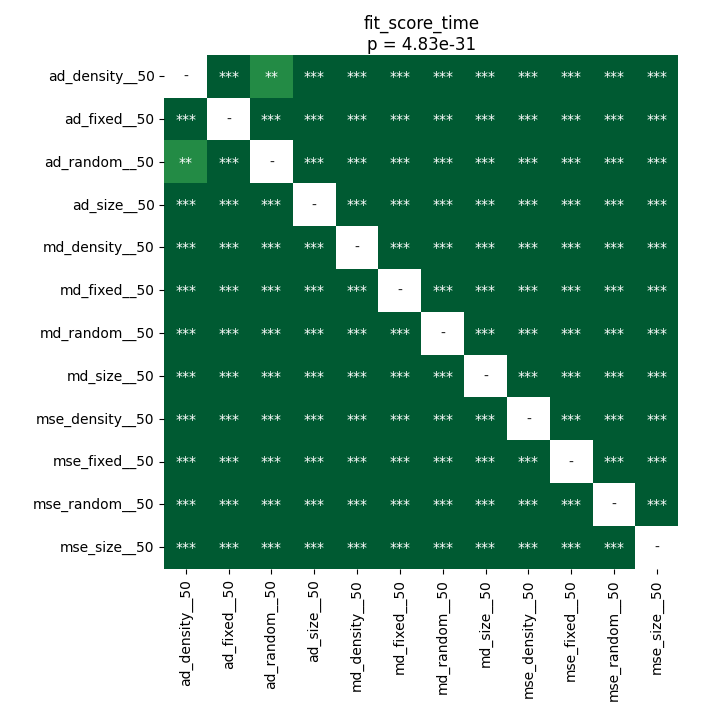 fit_score_time
p = 4.83e-31
ad_density__50 - *** ** *** *** *** *** *** *** *** *** ***
ad_fixed__50 *** - *** *** *** *** *** *** *** *** *** ***
ad_random__50 ** *** - *** *** *** *** *** *** *** *** ***
ad_size__50 *** *** *** - *** *** *** *** *** *** *** ***
md_density__50 *** *** *** *** - *** *** *** *** *** *** ***
md_fixed__50 *** *** *** *** *** - *** *** *** *** *** ***
md_random__50 *** *** *** *** *** *** - *** *** *** *** ***
md_size__50 *** *** *** *** *** *** *** - *** *** *** ***
mse_density__50 *** *** *** *** *** *** *** *** - *** *** ***
mse_fixed__50 *** *** *** *** *** *** *** *** *** - *** ***
mse_random__50 *** *** *** *** *** *** *** *** *** *** - ***
mse_size__50 *** *** *** *** *** *** *** *** *** *** *** -
ad_density__50
ad_fixed__50
ad_random__50
ad_size__50
md_density__50
md_fixed__50
md_random__50
md_size__50
mse_density__50
mse_fixed__50
mse_random__50
mse_size__50